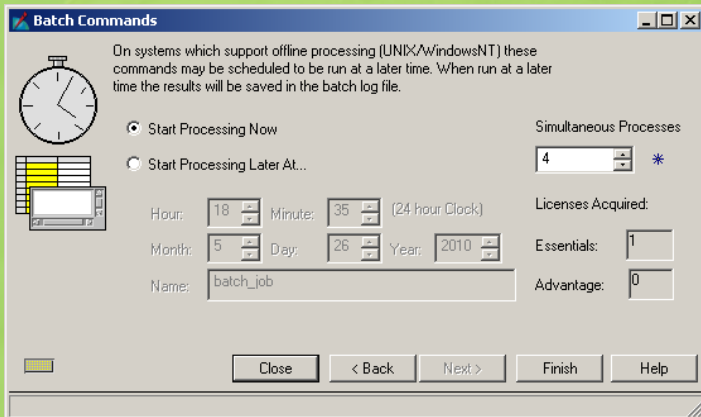 Batch Commands
On systems which support offline processing (UNIX/WindowsNT) these
commands may be scheduled to be run at a later time. When run at a later
time the results will be saved in the batch log file.
Start Processing Now
Simultaneous Processes
Start Processing Later At...
4
Hour: 18 Minute: 35 (24 hour Clock)
Licenses Acquired:
Month: 5 Day: 26 Year: 2010
Essentials: 1
Name: batch_job
Advantage: 0
Close < Back Next > Finish Help